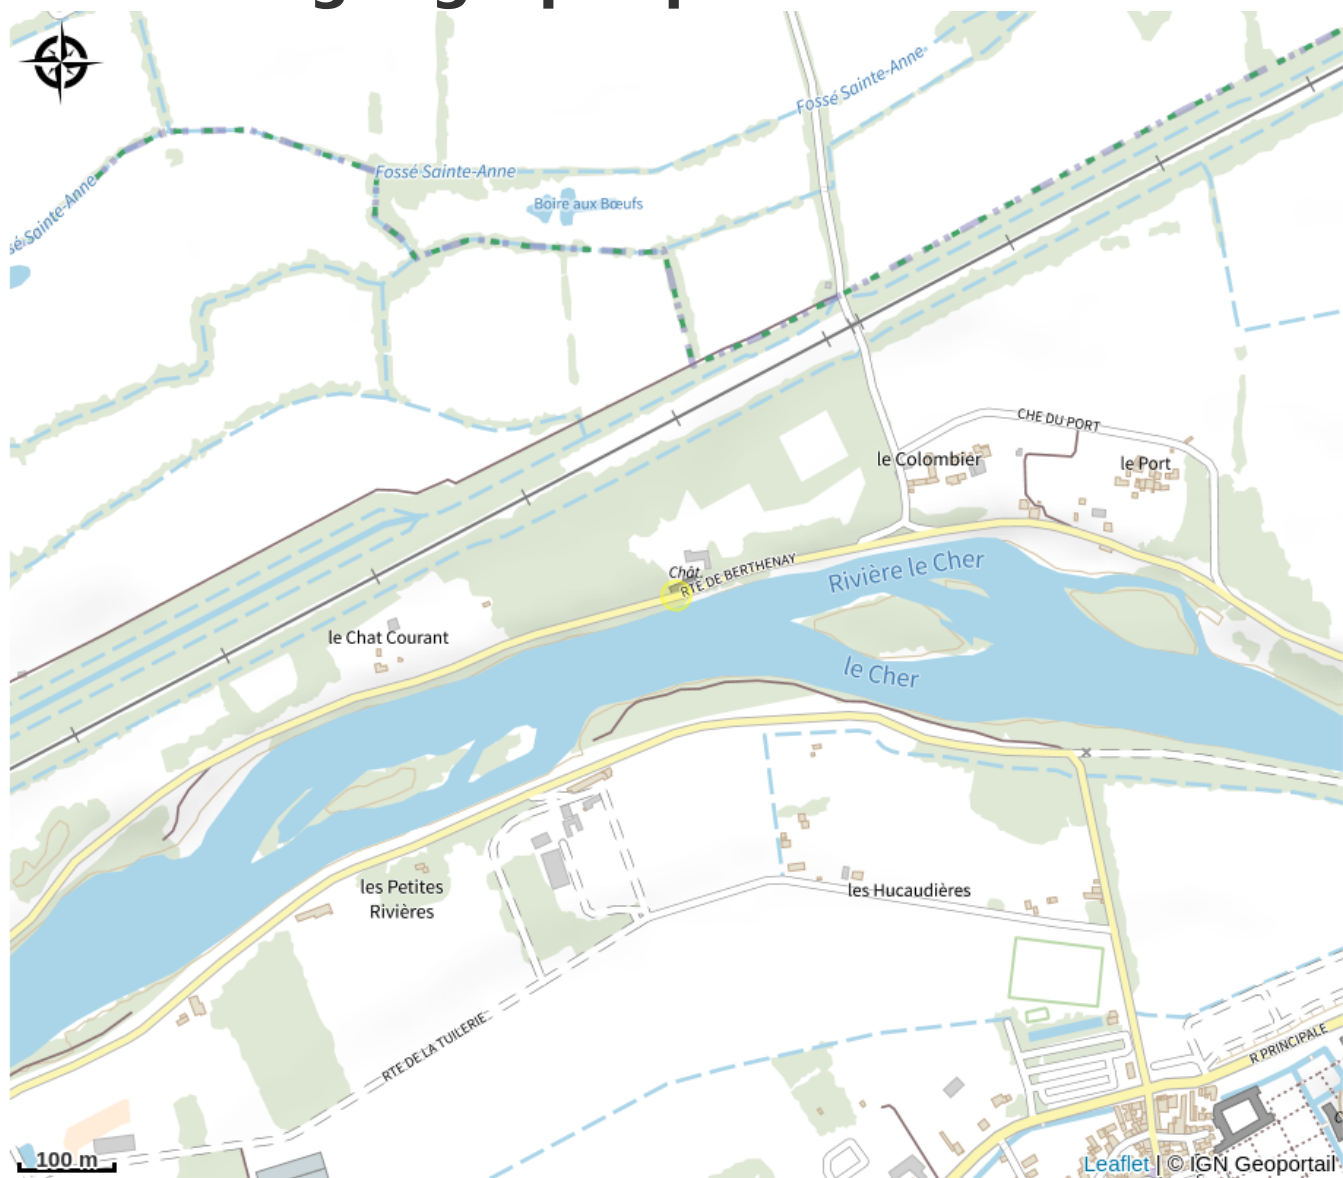 Fossé Sainte-Anne
Fossé Sainte-Anne
sé Sainte-Anne
Boire aux Bœufs
CHE DU PORT
le Colombier
le Port
Rivière le Cher
Chât
RTE DE BERTHENAY
le Chat Courant
le Cher
les Petites
Rivières
les Hucaudières
RTE DE LA TUILERIE
R PRINCIPALE
100 m
Leaflet | © IGN Geoportail